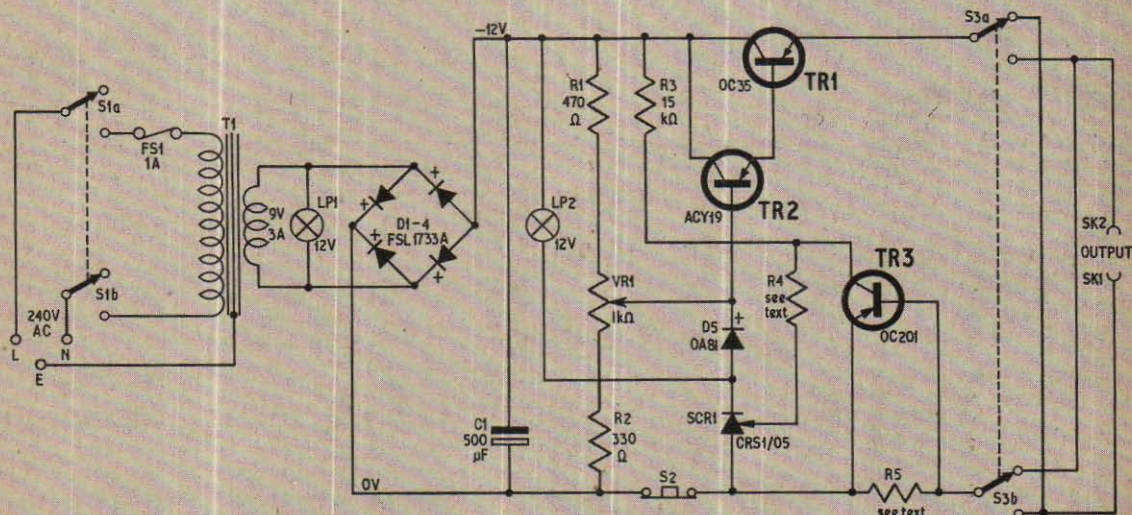 S1a
FS1
1A
T1
9V
3A
LP1
12V
S1b
240V
AC
L
N
E
D1-4
FSL1733A
-12V
0V
C1
500
µF
LP2
12V
R1
470
Ω
R3
15
kΩ
VR1
1kΩ
R2
330
Ω
S2
OC35
TR1
ACY19
TR2
D5
OA81
R4
see
text
SCR1
CRS1/05
TR3
OC201
R5
see text
S3a
S3b
SK2
OUTPUT
SK1